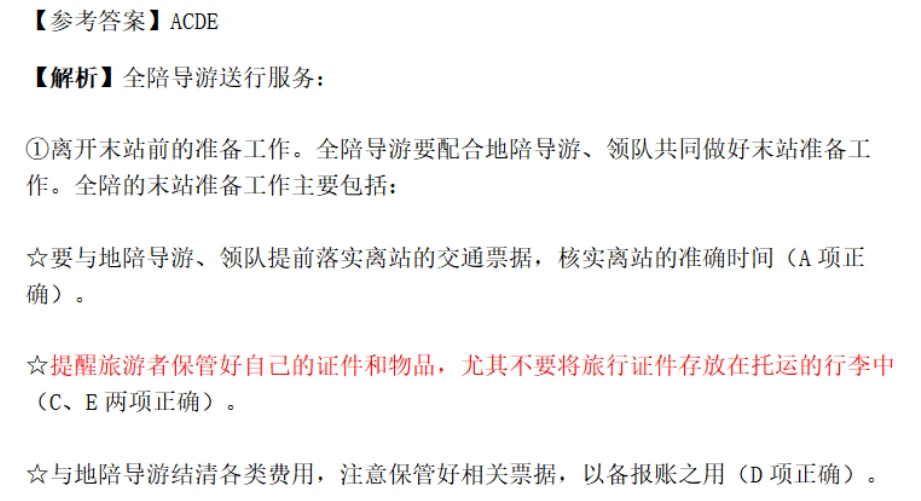 【参考答案】ACDE
【解析】全陪导游送行服务：
①离开末站前的准备工作。全陪导游要配合地陪导游、领队共同做好末站准备工
作。全陪的末站准备工作主要包括：
☆要与地陪导游、领队提前落实离站的交通票据，核实离站的准确时间（A 项正
确）。
☆提醒旅游者保管好自己的证件和物品，尤其不要将旅行证件存放在托运的行李中
（C、E 两项正确）。
☆与地陪导游结清各类费用，注意保管好相关票据，以备报账之用（D 项正确）。